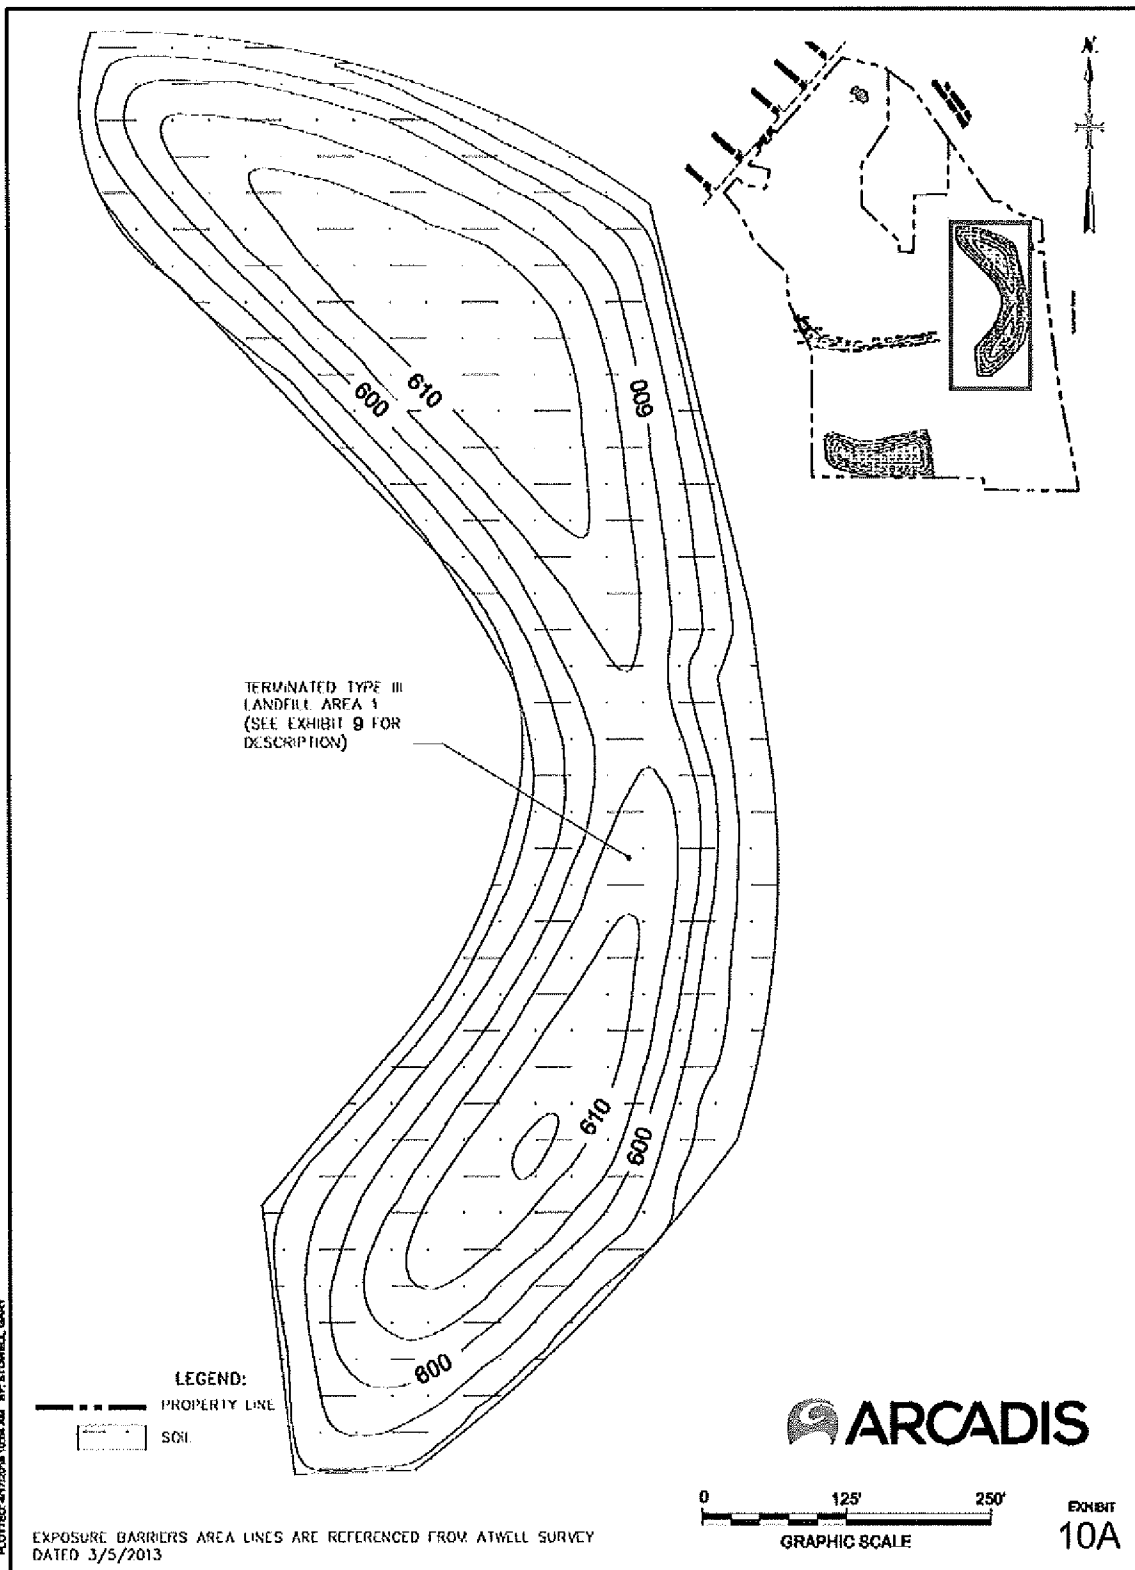 N
600
610
600
TERMINATED TYPE III
LANDFILL AREA 1
(SEE EXHIBIT 9 FOR
DESCRIPTION)
610
600
600
LEGEND:
PROPERTY LINE
SOIL
ARCADIS
0 125' 250'
GRAPHIC SCALE
EXHIBIT
10A
EXPOSURE BARRIERS AREA LINES ARE REFERENCED FROM ATWELL SURVEY
DATED 3/5/2013